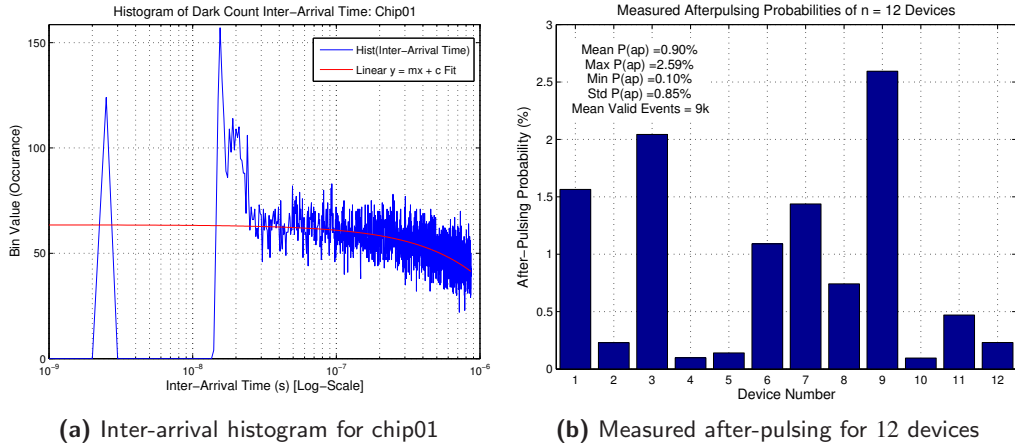 Histogram of Dark Count Inter−Arrival Time: Chip01
150
100
50
0
Bin Value (Occurance)
Hist(Inter−Arrival Time)
Linear y = mx + c Fit
10^−9
10^−8
10^−7
10^−6
Inter−Arrival Time (s) [Log−Scale]
(a) Inter-arrival histogram for chip01
Measured Afterpulsing Probabilities of n = 12 Devices
3
2.5
2
1.5
1
0.5
0
After−Pulsing Probability (%)
Mean P(ap) =0.90%
Max P(ap) =2.59%
Min P(ap) =0.10%
Std P(ap) =0.85%
Mean Valid Events = 9k
1 2 3 4 5 6 7 8 9 10 11 12
Device Number
(b) Measured after-pulsing for 12 devices